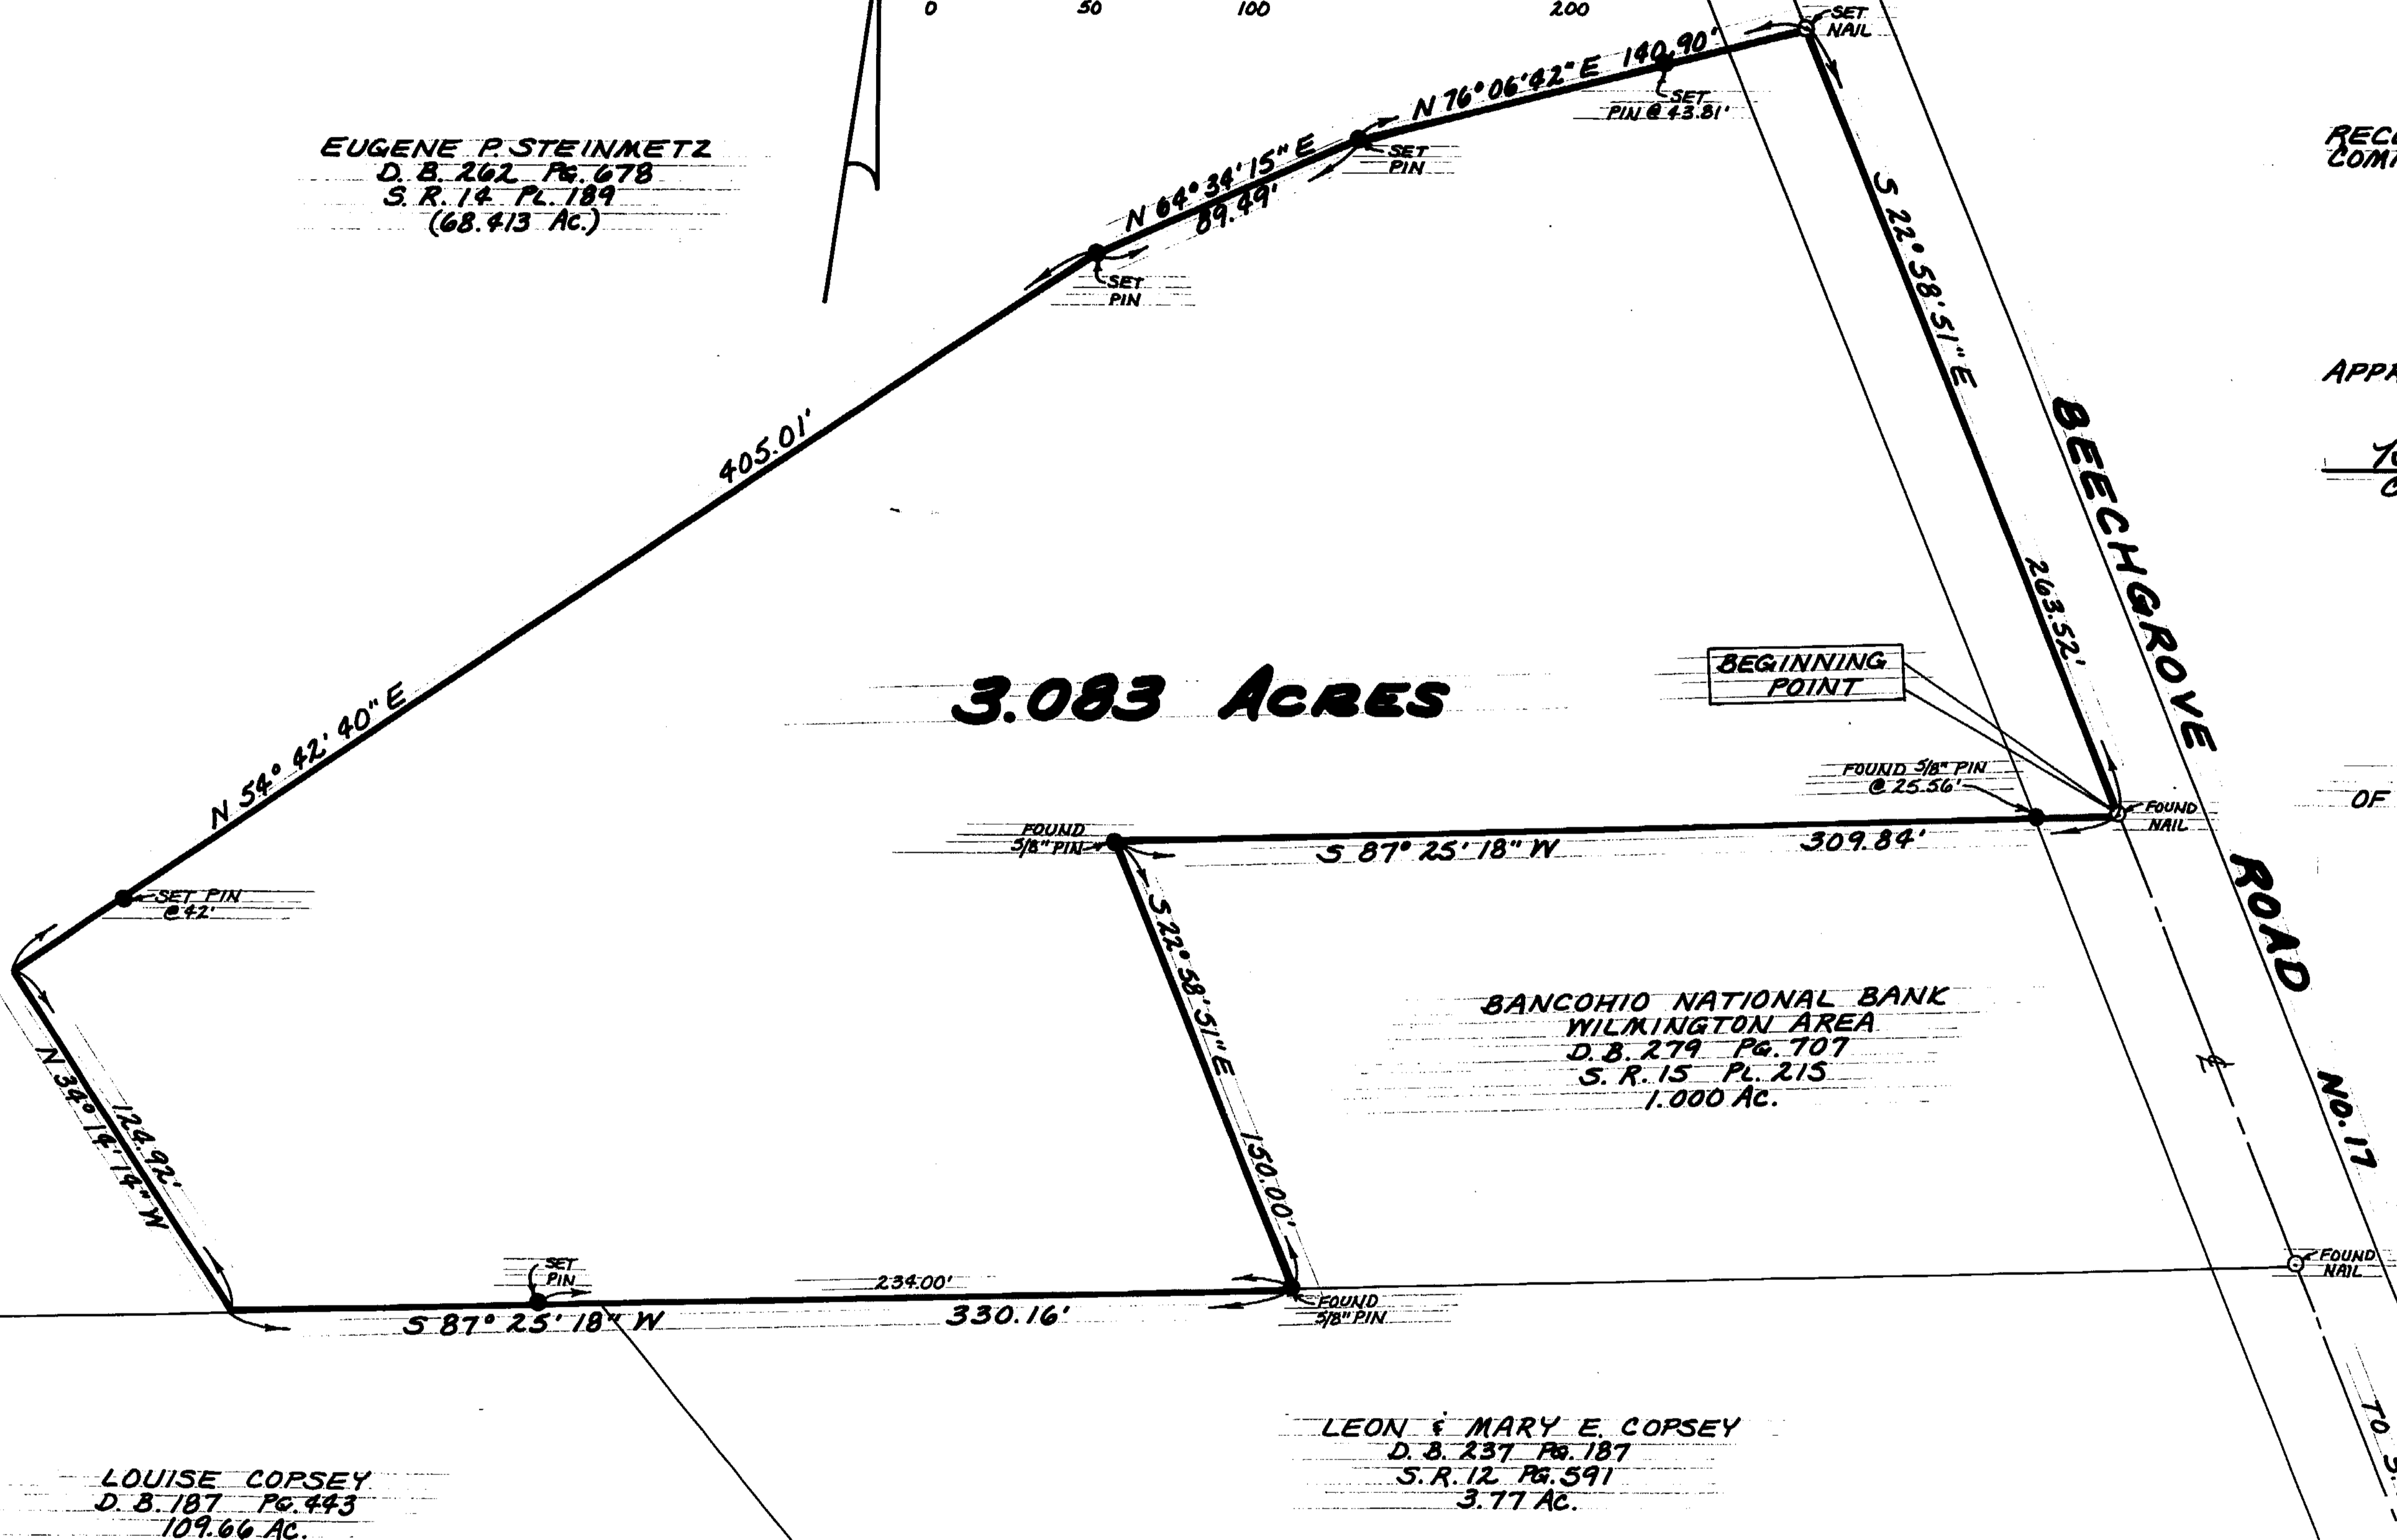 0 50 100 200
SET
NAIL
N 76° 06' 42" E 140.90'
SET
PIN @ 43.81'
SET
PIN
N 64° 34' 15" E
89.49'
SET
PIN
EUGENE P. STEINMETZ
D. B. 262 PG. 678
S. R. 14 PL. 189
(68.413 AC.)
S 22° 58' 51" E
263.52'
405.01'
N 54° 42' 40" E
BEECHGROVE ROAD NO. 17
3.083 ACRES
BEGINNING
POINT
FOUND 5/8" PIN
@ 25.56'
FOUND
NAIL
OF
FOUND
5/8" PIN
S 87° 25' 18" W 309.84'
SET PIN
@ 42'
S 22° 58' 51" E
150.00'
BANCOHIO NATIONAL BANK
WILMINGTON AREA
D. B. 279 PG. 707
S. R. 15 PL. 215
1.000 AC.
124.92'
N 34° 14' 14" W
SET
PIN
234.00'
S 87° 25' 18" W 330.16'
FOUND
5/8" PIN
FOUND
NAIL
TO
LEON & MARY E. COPSEY
D. B. 237 PG. 187
S. R. 12 PG. 591
3.77 AC.
LOUISE COPSEY
D. B. 187 PG. 443
109.66 AC.